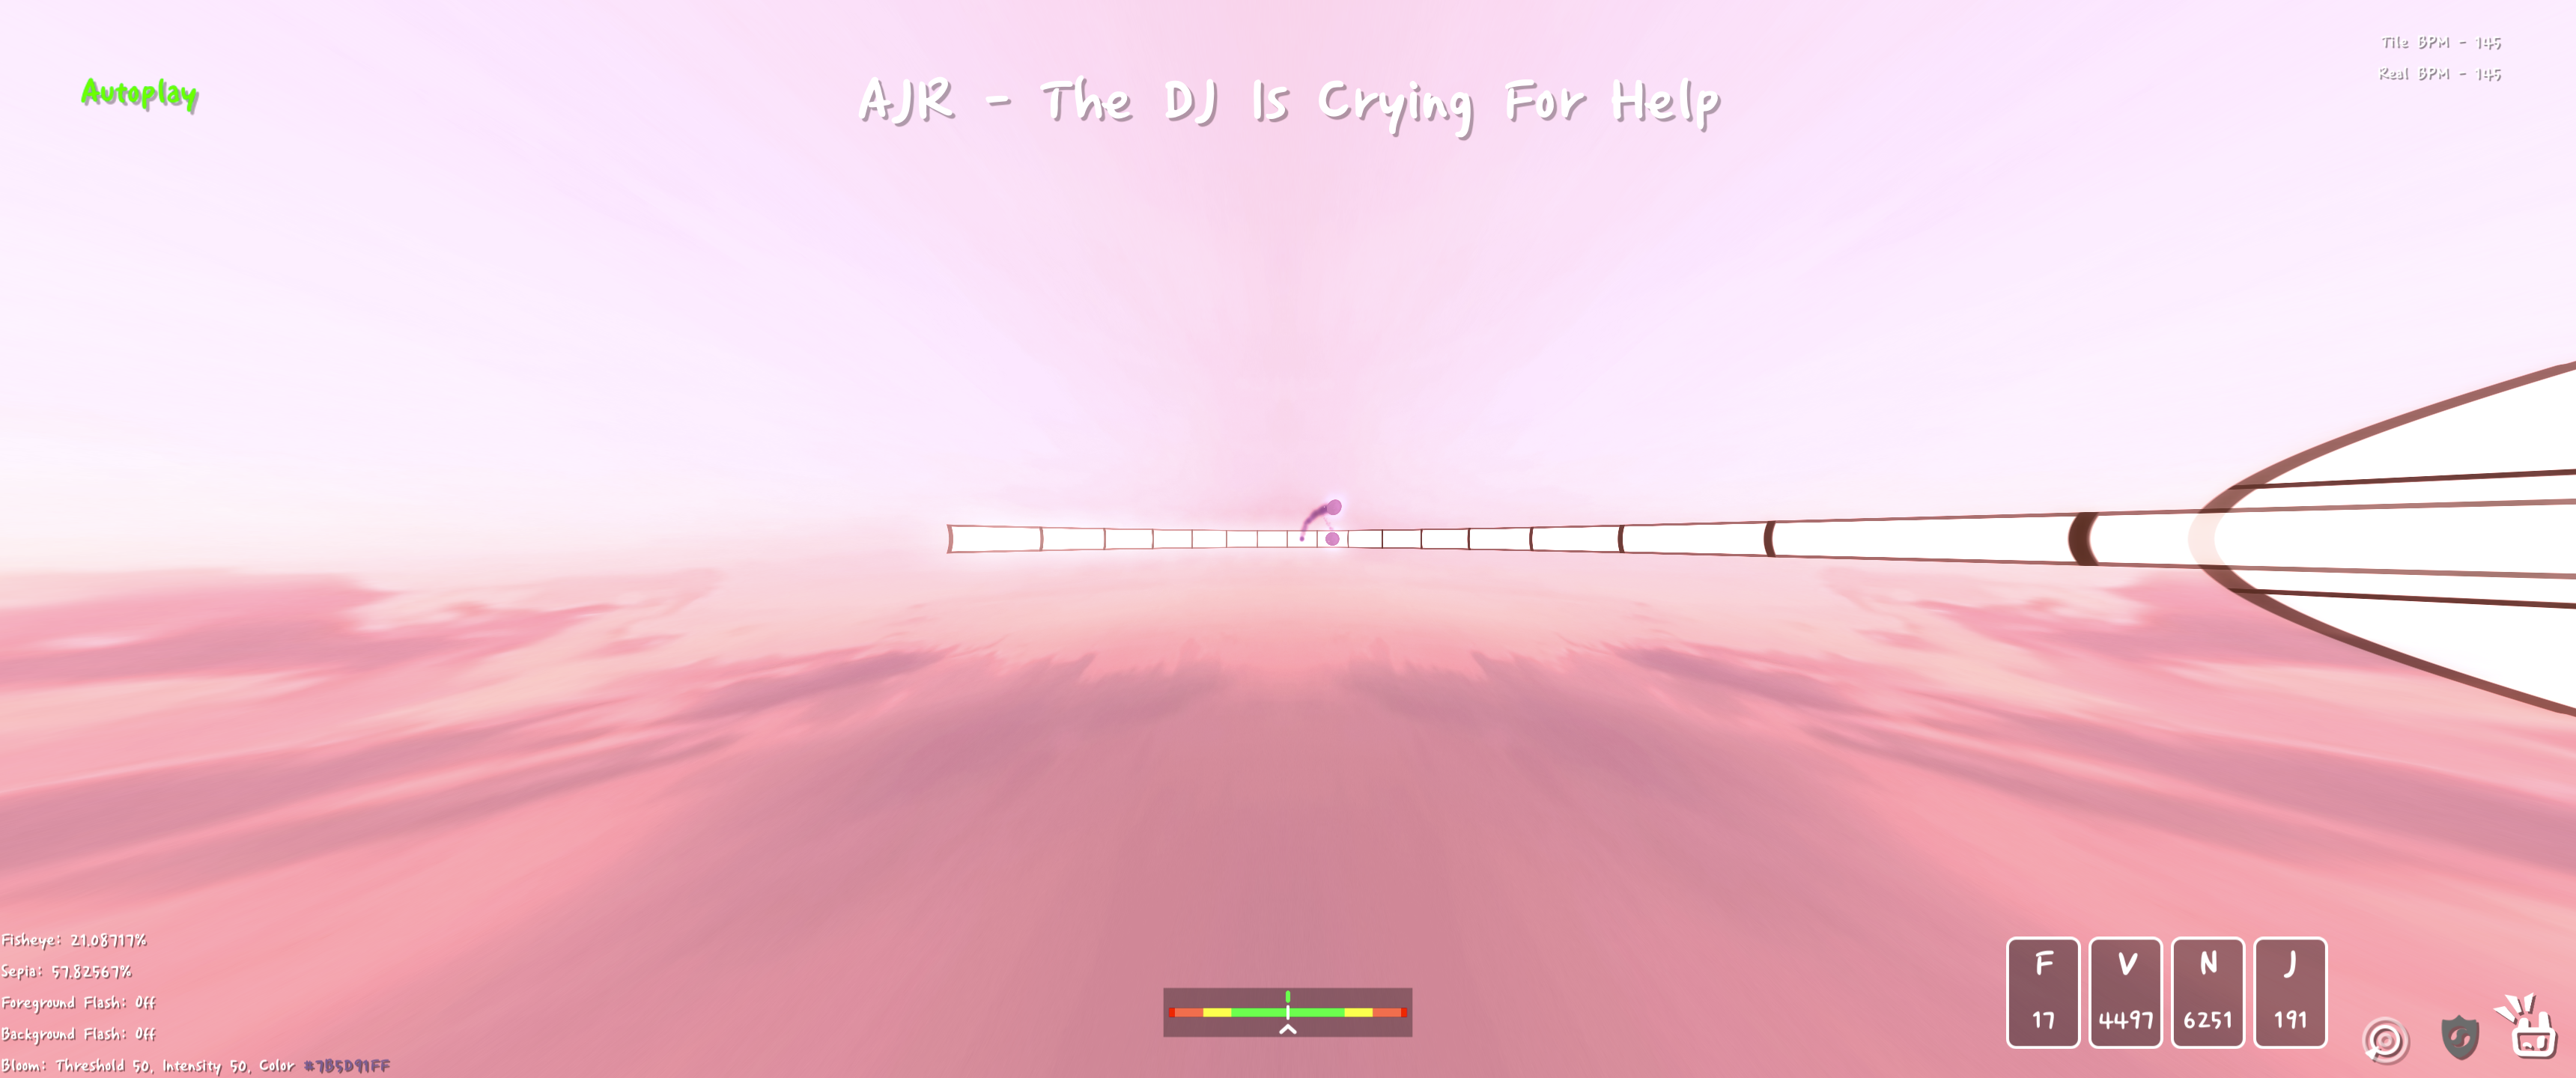 Tile BPM - 145
Real BPM - 145
Autoplay
AJR - The DJ Is Crying For Help
Fisheye: 21.08717%
Sepia: 57.82567%
Foreground Flash: Off
Background Flash: Off
Bloom: Threshold 50, Intensity 50, Color #7B5D91FF
F V N J
17 4497 6251 191